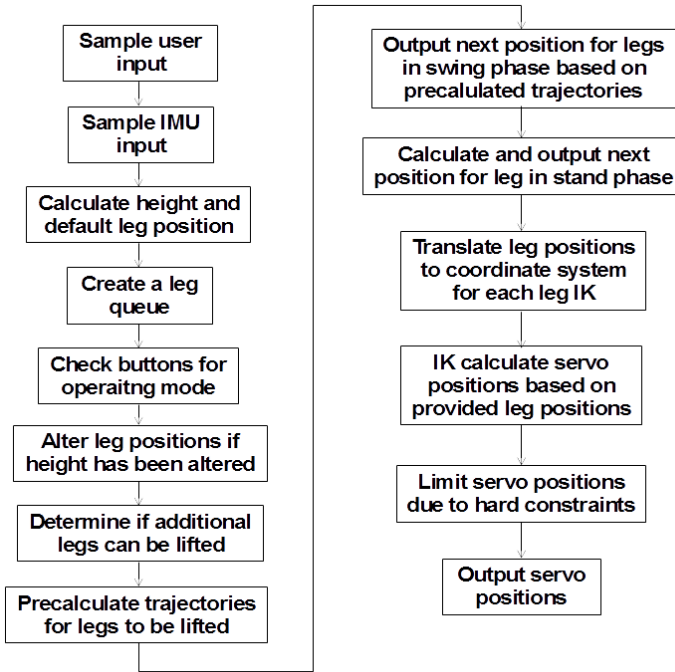 Sample user
input
Sample IMU
input
Calculate height and
default leg position
Create a leg
queue
Check buttons for
operaitng mode
Alter leg positions if
height has been altered
Determine if additional
legs can be lifted
Precalculate trajectories
for legs to be lifted
Output next position for legs
in swing phase based on
precalulated trajectories
Calculate and output next
position for leg in stand phase
Translate leg positions
to coordinate system
for each leg IK
IK calculate servo
positions based on
provided leg positions
Limit servo positions
due to hard constraints
Output servo
positions